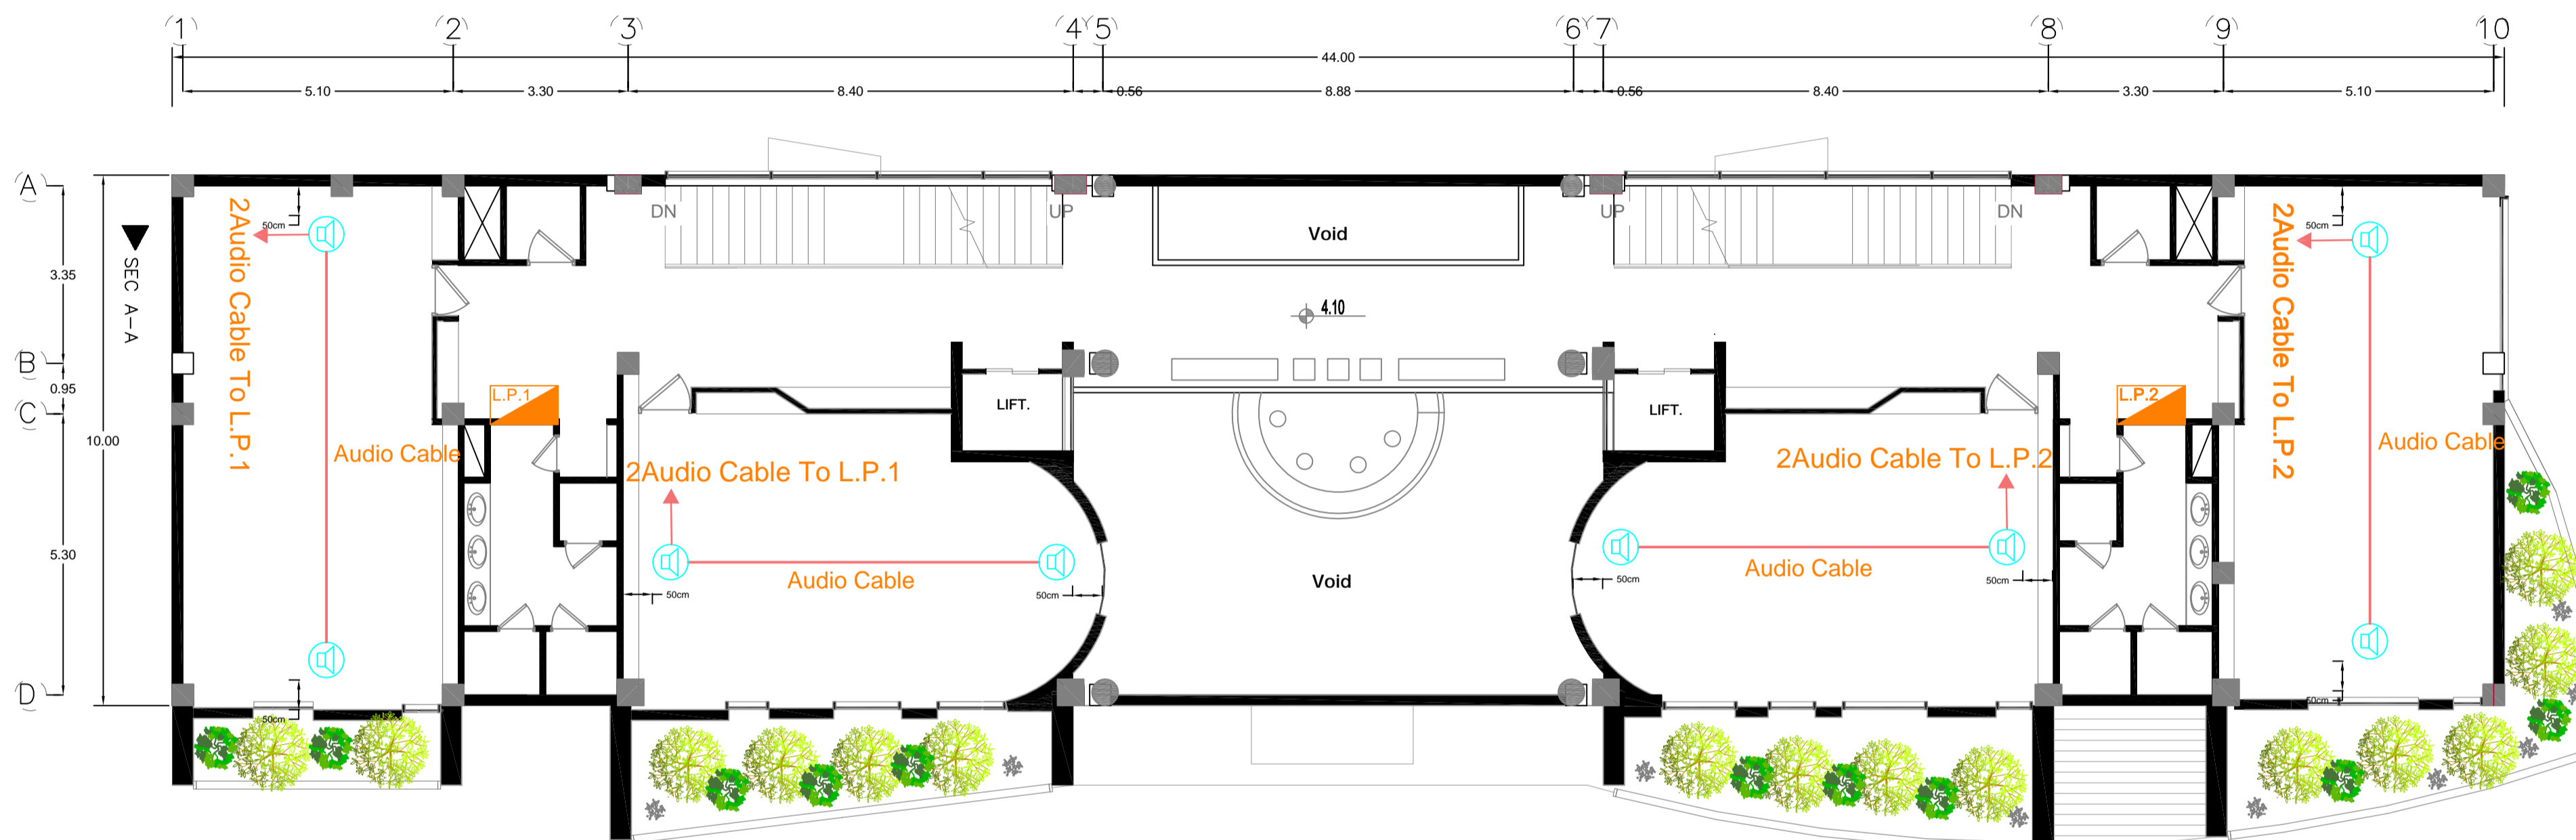 1 2 3 4 5 6 7 8 9 10
44.00
5.10 3.30 8.40 0.56 8.88 0.56 8.40 3.30 5.10
A
B
C
D
3.35
0.95
10.00
5.30
SEC A-A
DN
UP
UP
DN
Void
4.10
50cm
2Audio Cable To L.P.1
Audio Cable
50cm
L.P.1
LIFT.
2Audio Cable To L.P.1
Audio Cable
50cm
50cm
Void
LIFT.
2Audio Cable To L.P.2
Audio Cable
50cm
50cm
L.P.2
50cm
2Audio Cable To L.P.2
Audio Cable
50cm